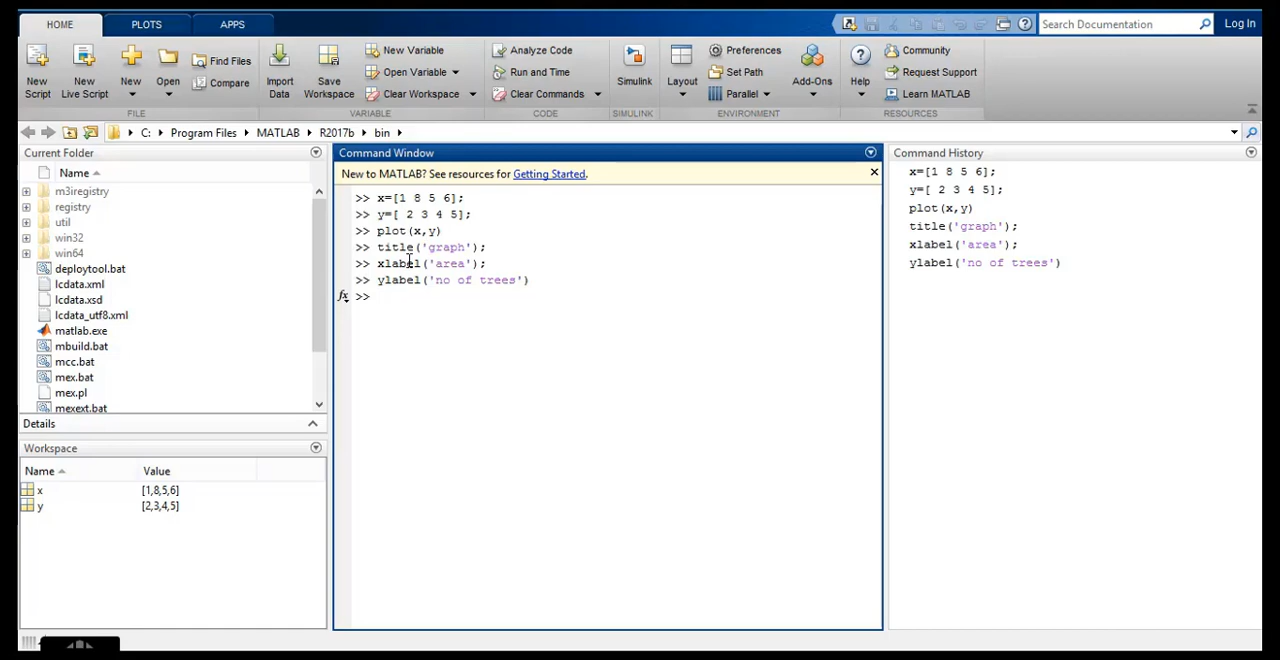 HOME PLOTS APPS
Search Documentation Log In
New Script
New Live Script
New
Open
Find Files
Compare
FILE
Import Data
Save Workspace
New Variable
Open Variable
Clear Workspace
VARIABLE
Analyze Code
Run and Time
Clear Commands
CODE
Simulink
SIMULINK
Layout
Preferences
Set Path
Parallel
Add-Ons
ENVIRONMENT
Help
Community
Request Support
Learn MATLAB
RESOURCES
C: Program Files MATLAB R2017b bin
Current Folder
Name
m3iregistry
registry
util
win32
win64
deploytool.bat
lcdata.xml
lcdata.xsd
lcdata_utf8.xml
matlab.exe
mbuild.bat
mcc.bat
mex.bat
mex.pl
mexext.bat
Details
Workspace
Name Value
x [1,8,5,6]
y [2,3,4,5]
Command Window
New to MATLAB? See resources for Getting Started.
>> x=[1 8 5 6];
>> y=[ 2 3 4 5];
>> plot(x,y)
>> title('graph');
>> xlabel('area');
>> ylabel('no of trees')
fx >>
Command History
x=[1 8 5 6];
y=[ 2 3 4 5];
plot(x,y)
title('graph');
xlabel('area');
ylabel('no of trees')